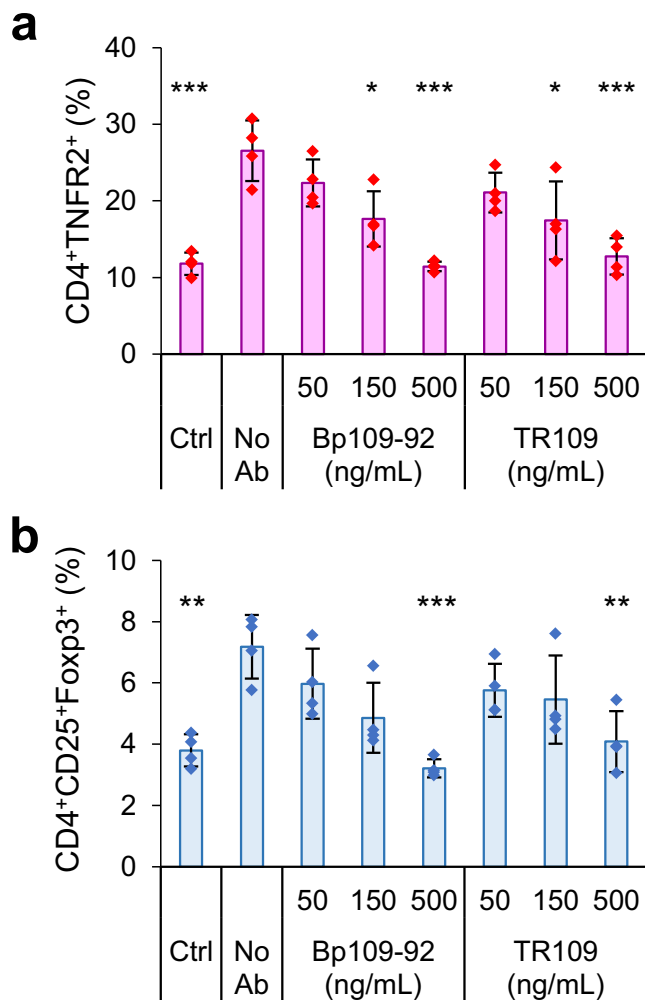 a
CD4⁺TNFR2⁺ (%)
40
30
20
10
0
*** * *** * ***
50 150 500 50 150 500
Ctrl No Ab Bp109-92 (ng/mL) TR109 (ng/mL)
b
CD4⁺CD25⁺Foxp3⁺ (%)
10
8
6
4
2
0
** *** **
50 150 500 50 150 500
Ctrl No Ab Bp109-92 (ng/mL) TR109 (ng/mL)